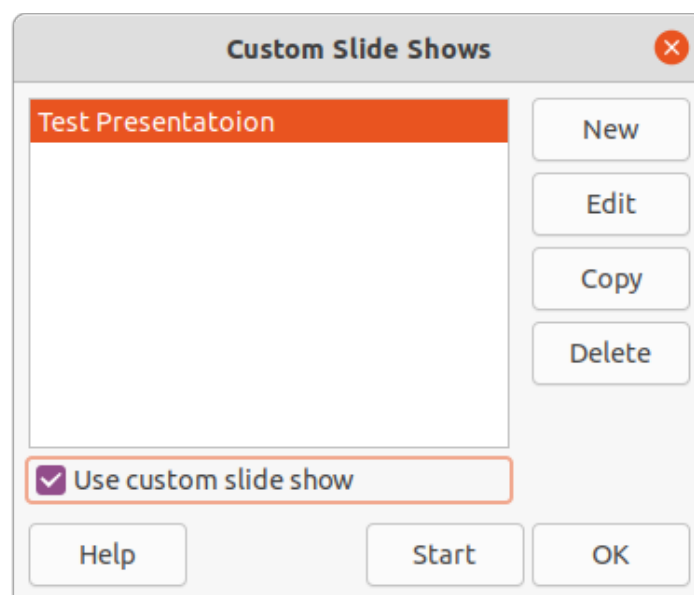 Custom Slide Shows
Test Presentatoion
New
Edit
Copy
Delete
Use custom slide show
Help
Start
OK